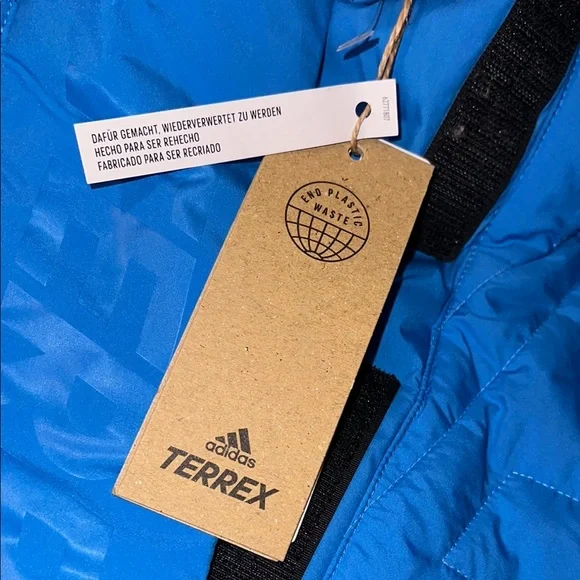 DAFÜR GEMACHT, WIEDERVERWERTET ZU WERDEN
HECHO PARA SER REHECHO
FABRICADO PARA SER RECRIADO
END PLASTIC
WASTE
adidas
TERREX